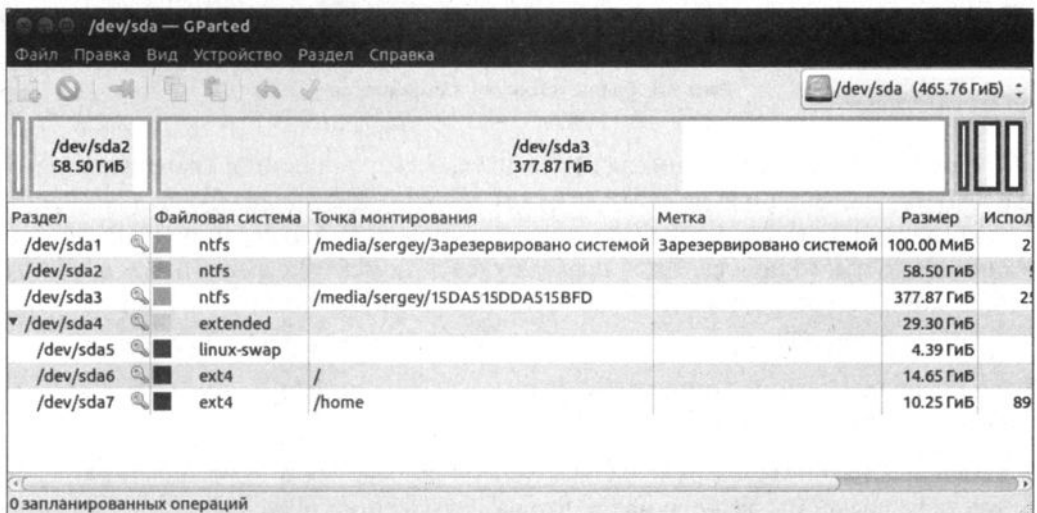 /dev/sda — GParted
Файл Правка Вид Устройство Раздел Справка
/dev/sda (465.76 ГиБ)
/dev/sda2
58.50 ГиБ
/dev/sda3
377.87 ГиБ
Раздел Файловая система Точка монтирования Метка Размер Испол
/dev/sda1 ntfs /media/sergey/Зарезервировано системой Зарезервировано системой 100.00 МиБ 2
/dev/sda2 ntfs 58.50 ГиБ
/dev/sda3 ntfs /media/sergey/15DA515DDA515BFD 377.87 ГиБ 25
/dev/sda4 extended 29.30 ГиБ
/dev/sda5 linux-swap 4.39 ГиБ
/dev/sda6 ext4 / 14.65 ГиБ
/dev/sda7 ext4 /home 10.25 ГиБ 89
0 запланированных операций